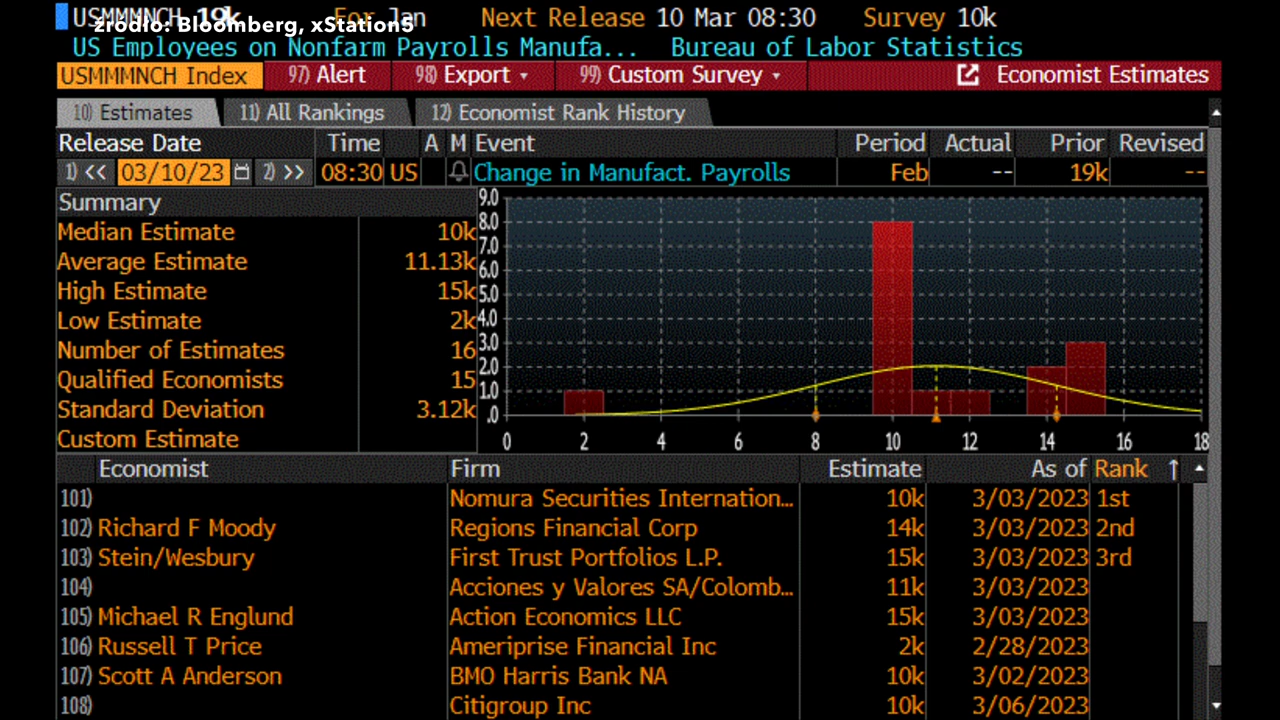 USMMMNCH 19k For Jan Next Release 10 Mar 08:30 Survey 10k
źródło: Bloomberg, xStation5
US Employees on Nonfarm Payrolls Manufa... Bureau of Labor Statistics
USMMMNCH Index 97) Alert 98) Export 99) Custom Survey Economist Estimates
10) Estimates 11) All Rankings 12) Economist Rank History
Release Date Time A M Event Period Actual Prior Revised
1) << 03/10/23 2) >> 08:30 US Change in Manufact. Payrolls Feb -- 19k --
Summary
Median Estimate 10k
Average Estimate 11.13k
High Estimate 15k
Low Estimate 2k
Number of Estimates 16
Qualified Economists 15
Standard Deviation 3.12k
Custom Estimate
9.0
8.0
7.0
6.0
5.0
4.0
3.0
2.0
1.0
.0
0 2 4 6 8 10 12 14 16 18
Economist Firm Estimate As of Rank ↑
101) Nomura Securities Internation... 10k 3/03/2023 1st
102) Richard F Moody Regions Financial Corp 14k 3/03/2023 2nd
103) Stein/Wesbury First Trust Portfolios L.P. 15k 3/03/2023 3rd
104) Acciones y Valores SA/Colomb... 11k 3/03/2023
105) Michael R Englund Action Economics LLC 15k 3/03/2023
106) Russell T Price Ameriprise Financial Inc 2k 2/28/2023
107) Scott A Anderson BMO Harris Bank NA 10k 3/02/2023
108) Citigroup Inc 10k 3/06/2023